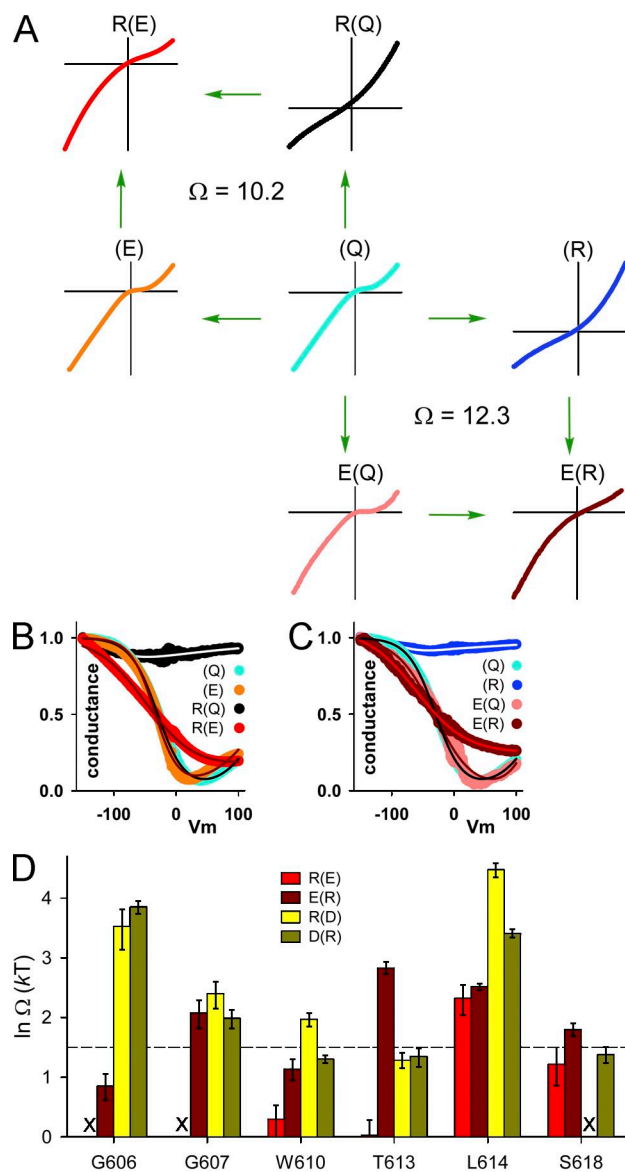 A
R(E) R(Q)
Ω = 10.2
(E) (Q) (R)
Ω = 12.3
E(Q) E(R)
B
1.0
0.5
0.0
conductance
(Q)
(E)
R(Q)
R(E)
-100 0 100
Vm
C
1.0
0.5
0.0
conductance
(Q)
(R)
E(Q)
E(R)
-100 0 100
Vm
D
R(E)
E(R)
R(D)
D(R)
4
3
2
1
0
ln Ω (kT)
X X X
G606 G607 W610 T613 L614 S618